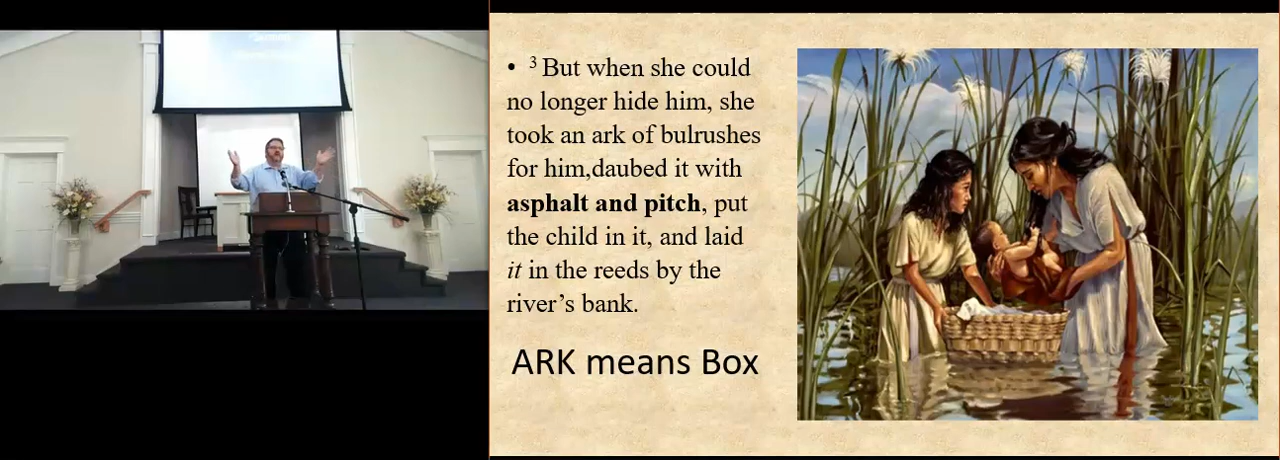 • ³ But when she could
no longer hide him, she
took an ark of bulrushes
for him,daubed it with
asphalt and pitch, put
the child in it, and laid
it in the reeds by the
river’s bank.
ARK means Box